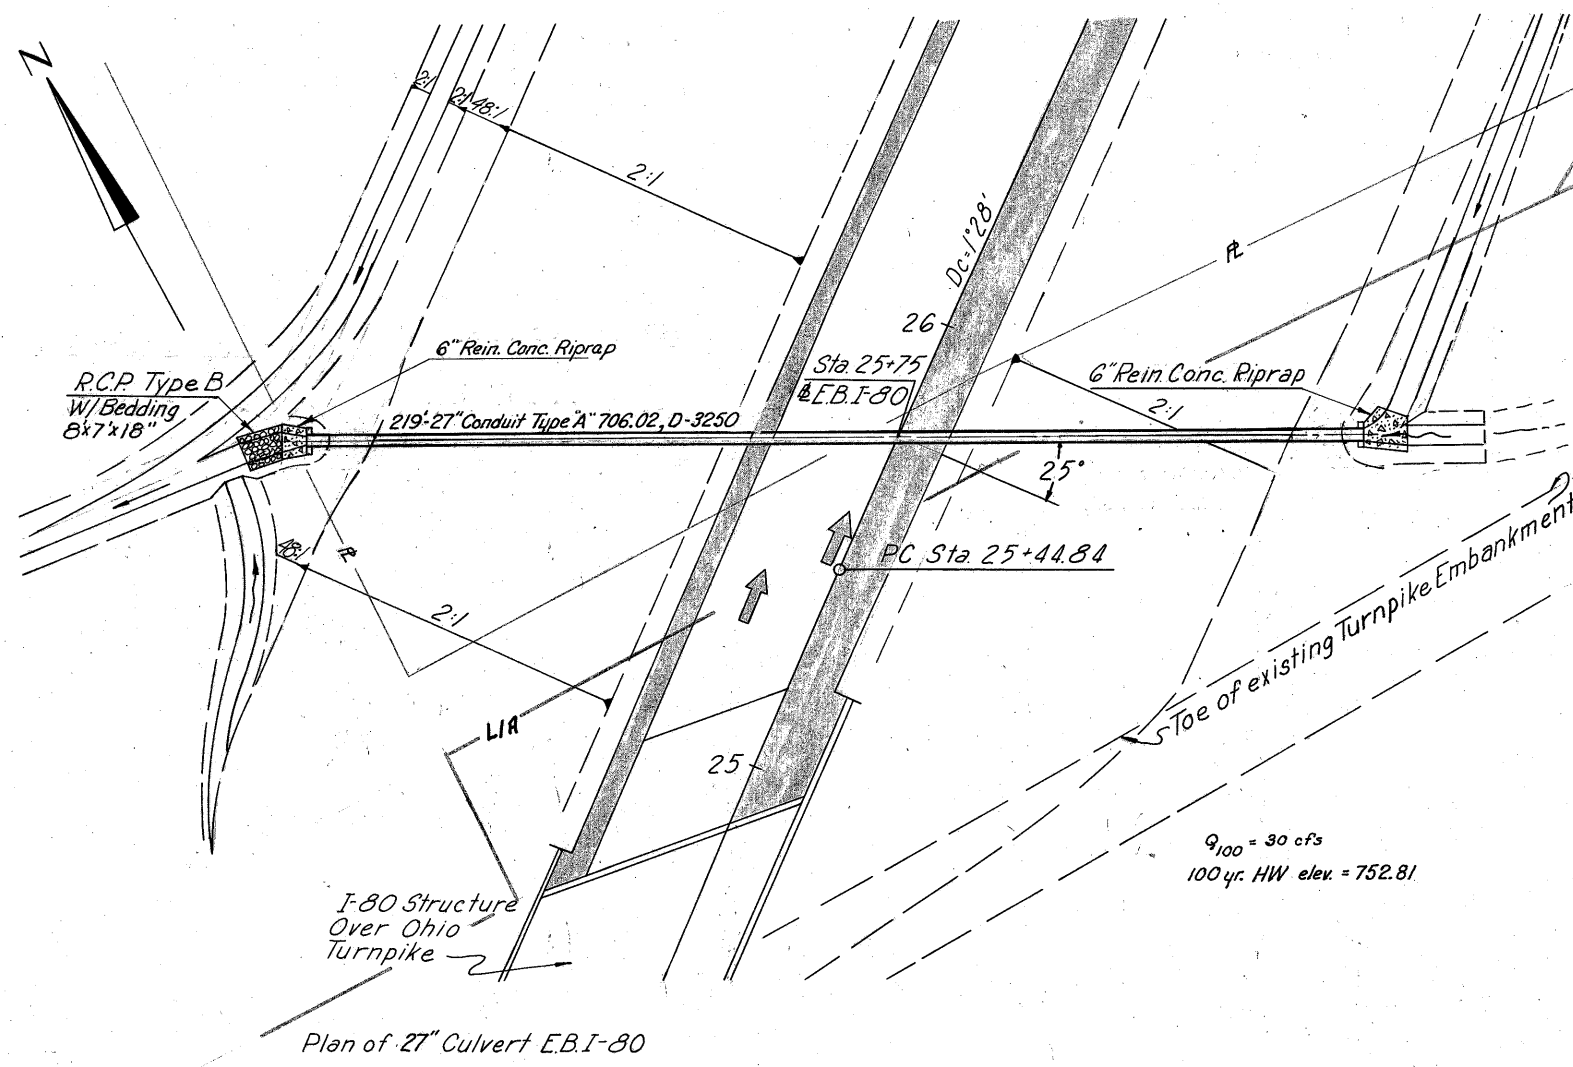 N
2:1
2:1
48:1
2:1
Dc=1°28'
PL
26
6" Rein. Conc. Riprap
Sta. 25+75
BL E.B. I-80
6" Rein. Conc. Riprap
2:1
R.C.P. Type B
W/ Bedding
8'x7'x18"
219'-27" Conduit Type "A" 706.02, D-3250
25°
48:1
PL
PC Sta. 25+44.84
2:1
Toe of existing Turnpike Embankment
L/A
25
Q100 = 30 cfs
100 yr. HW elev. = 752.81
I-80 Structure
Over Ohio
Turnpike
Plan of 27" Culvert E.B. I-80